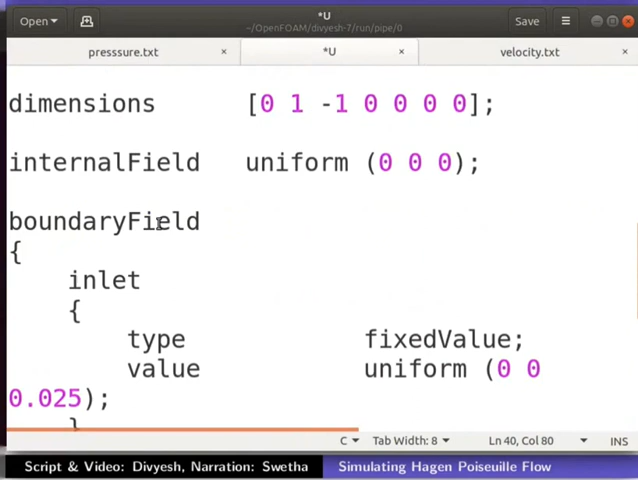 Open
*U
~/OpenFOAM/divyesh-7/run/pipe/0
Save
presssure.txt
*U
velocity.txt
dimensions [0 1 -1 0 0 0 0];
internalField uniform (0 0 0);
boundaryField
{
inlet
{
type fixedValue;
value uniform (0 0
0.025);
}
C Tab Width: 8 Ln 40, Col 80 INS
Script & Video: Divyesh, Narration: Swetha Simulating Hagen Poiseuille Flow